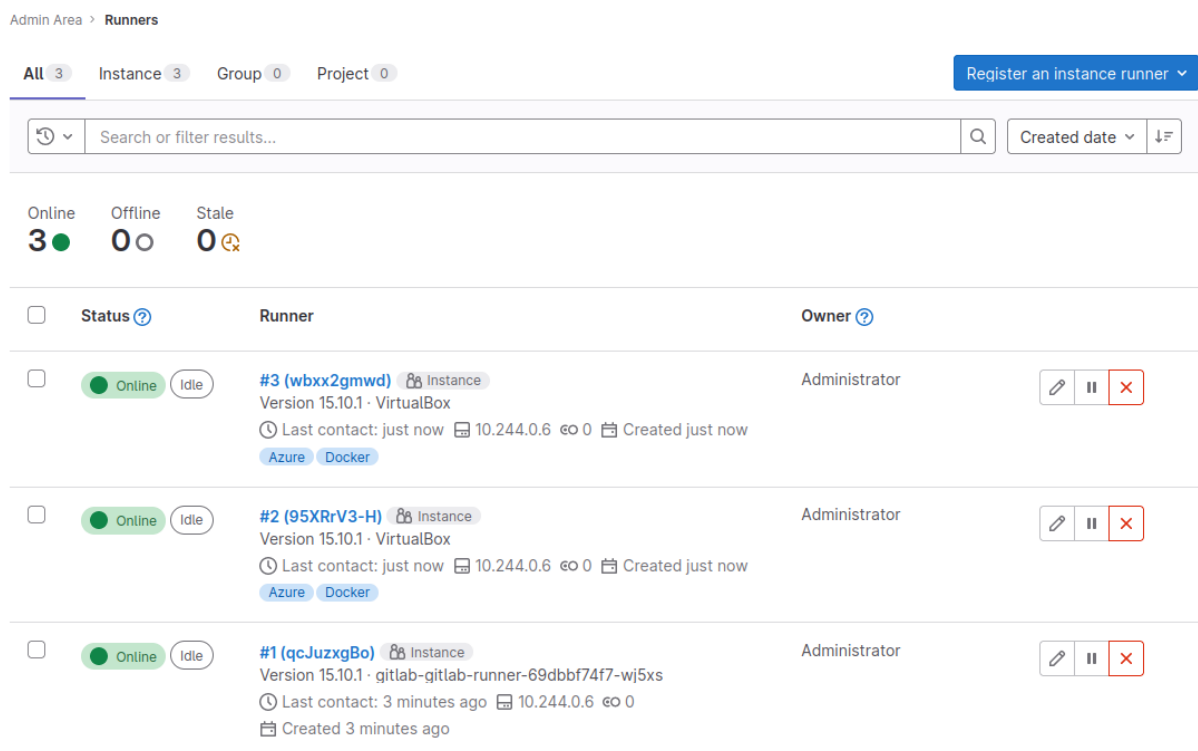 Admin Area > Runners
All 3 Instance 3 Group 0 Project 0 Register an instance runner
Search or filter results... Created date
Online Offline Stale
3 0 0
Status Runner Owner
Online Idle #3 (wbxx2gmwd) Instance Administrator
Version 15.10.1 · VirtualBox
Last contact: just now 10.244.0.6 0 Created just now
Azure Docker
Online Idle #2 (95XRrV3-H) Instance Administrator
Version 15.10.1 · VirtualBox
Last contact: just now 10.244.0.6 0 Created just now
Azure Docker
Online Idle #1 (qcJuzxgBo) Instance Administrator
Version 15.10.1 · gitlab-gitlab-runner-69dbbf74f7-wj5xs
Last contact: 3 minutes ago 10.244.0.6 0
Created 3 minutes ago